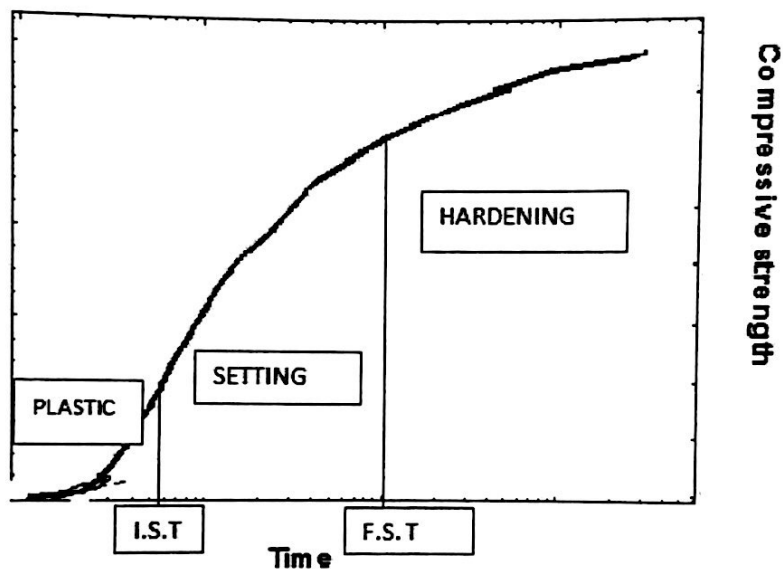 HARDENING
SETTING
PLASTIC
I.S.T
F.S.T
Time
Compressive strength